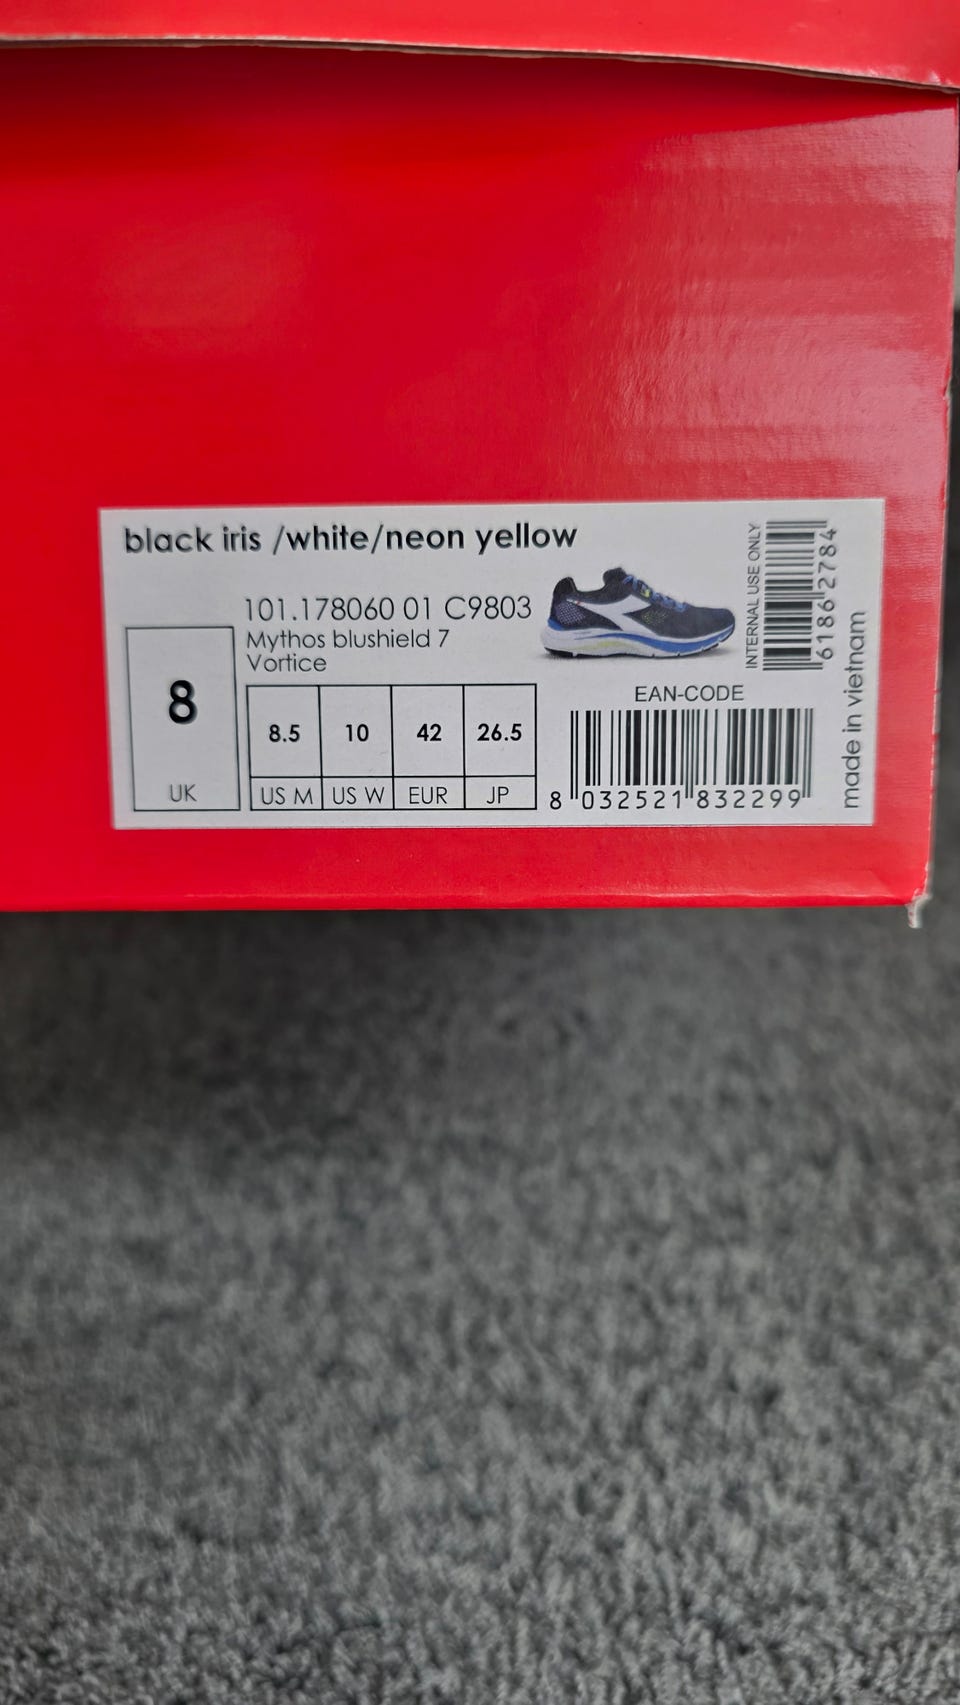 black iris /white/neon yellow
101.178060 01 C9803
Mythos blushield 7
Vortice
8
UK
8.5 10 42 26.5
US M US W EUR JP
EAN-CODE
8 032521 832299
INTERNAL USE ONLY
61862784
made in vietnam